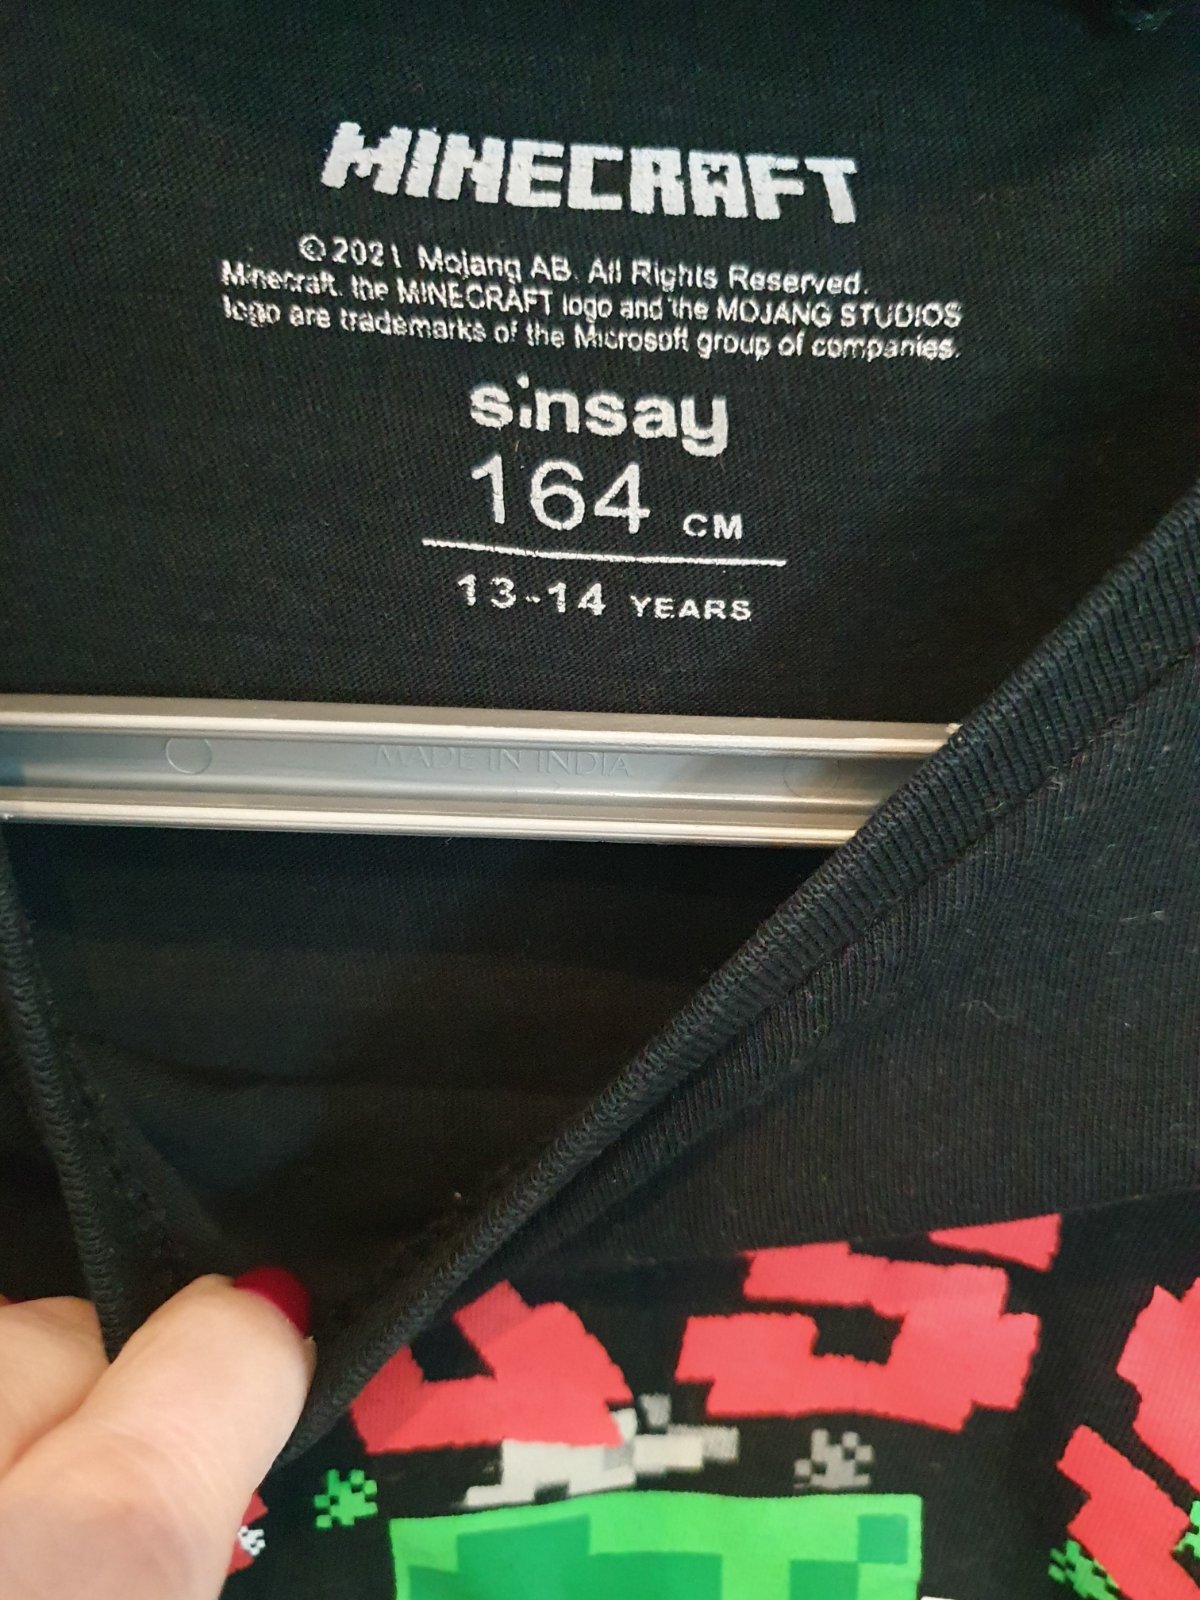 MINECRAFT
©2021 Mojang AB. All Rights Reserved.
Minecraft, the MINECRAFT logo and the MOJANG STUDIOS
logo are trademarks of the Microsoft group of companies.
sinsay
164 CM
13-14 YEARS
MADE IN INDIA